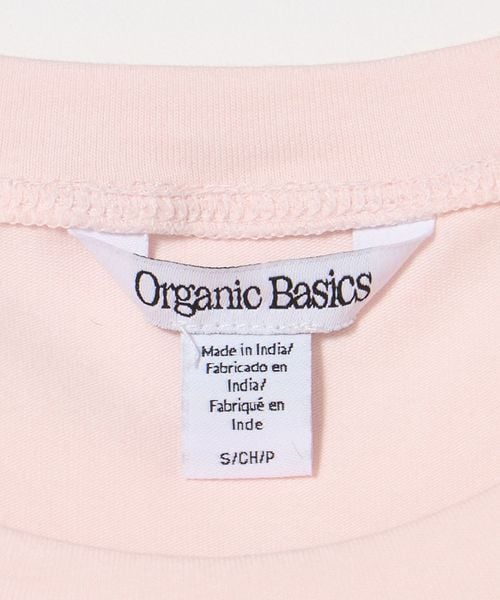 Organic Basics
Made in India/
Fabricado en
India/
Fabriqué en
Inde
S/CH/P